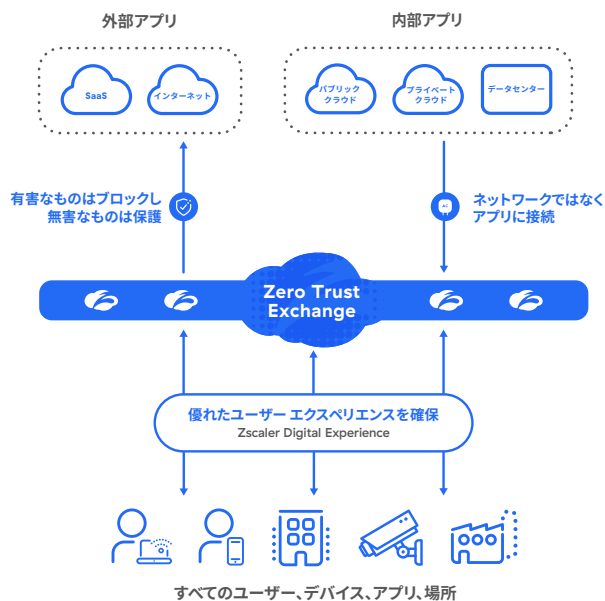 外部アプリ
内部アプリ
SaaS
インターネット
パブリック
クラウド
プライベート
クラウド
データセンター
有害なものはブロックし
無害なものは保護
ネットワークではなく
アプリに接続
Zero Trust
Exchange
優れたユーザー エクスペリエンスを確保
Zscaler Digital Experience
すべてのユーザー、デバイス、アプリ、場所